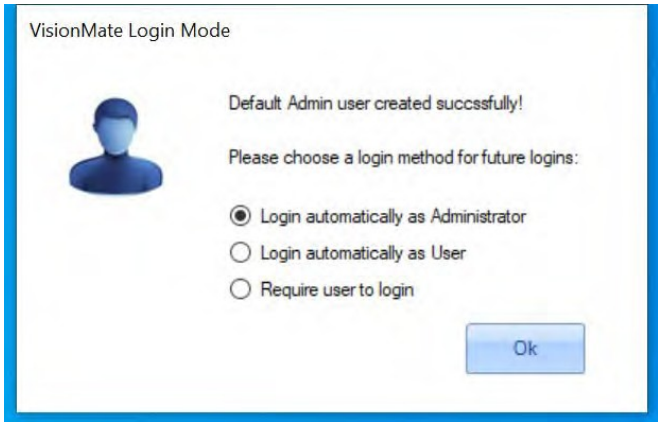 VisionMate Login Mode
Default Admin user created succssfully!
Please choose a login method for future logins:
Login automatically as Administrator
Login automatically as User
Require user to login
Ok